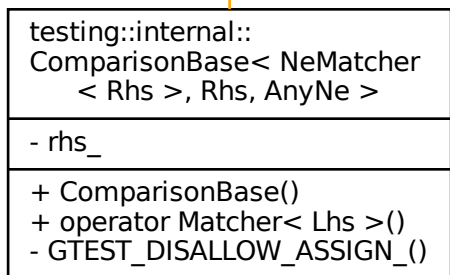 testing::internal::
ComparisonBase< NeMatcher
< Rhs >, Rhs, AnyNe >
- rhs_
+ ComparisonBase()
+ operator Matcher< Lhs >()
- GTEST_DISALLOW_ASSIGN_()